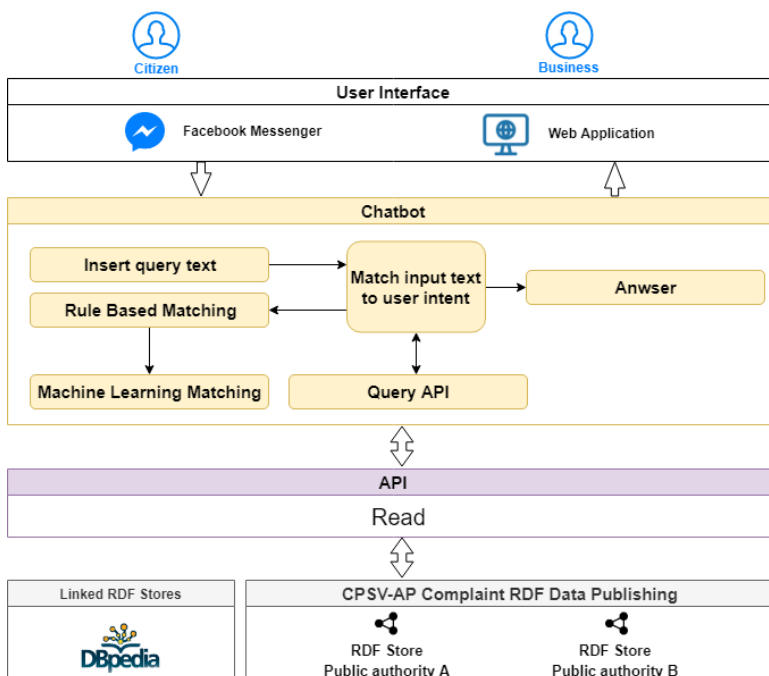 Citizen
Business
User Interface
Facebook Messenger
Web Application
Chatbot
Insert query text
Match input text
to user intent
Anwser
Rule Based Matching
Machine Learning Matching
Query API
API
Read
Linked RDF Stores
CPSV-AP Complaint RDF Data Publishing
DBpedia
RDF Store
Public authority A
RDF Store
Public authority B